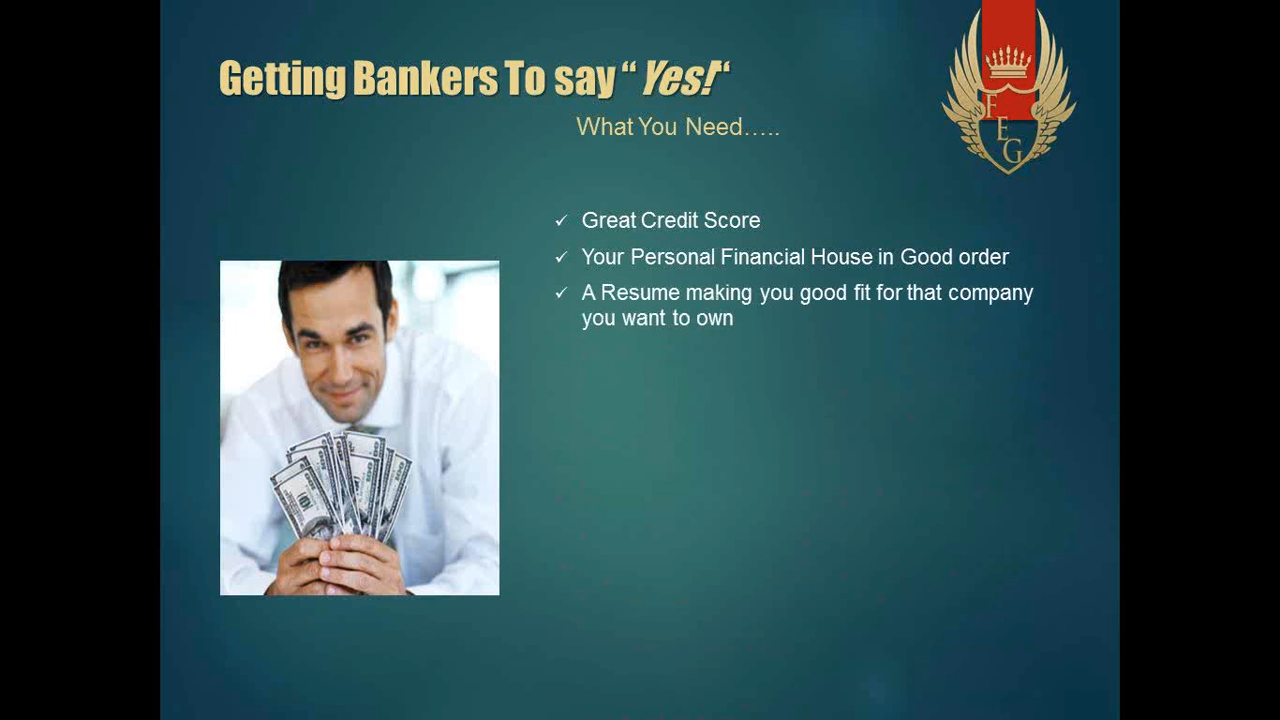 Getting Bankers To say “ Yes!“
What You Need…..
F
E
G
✓ Great Credit Score
✓ Your Personal Financial House in Good order
✓ A Resume making you good fit for that company
you want to own